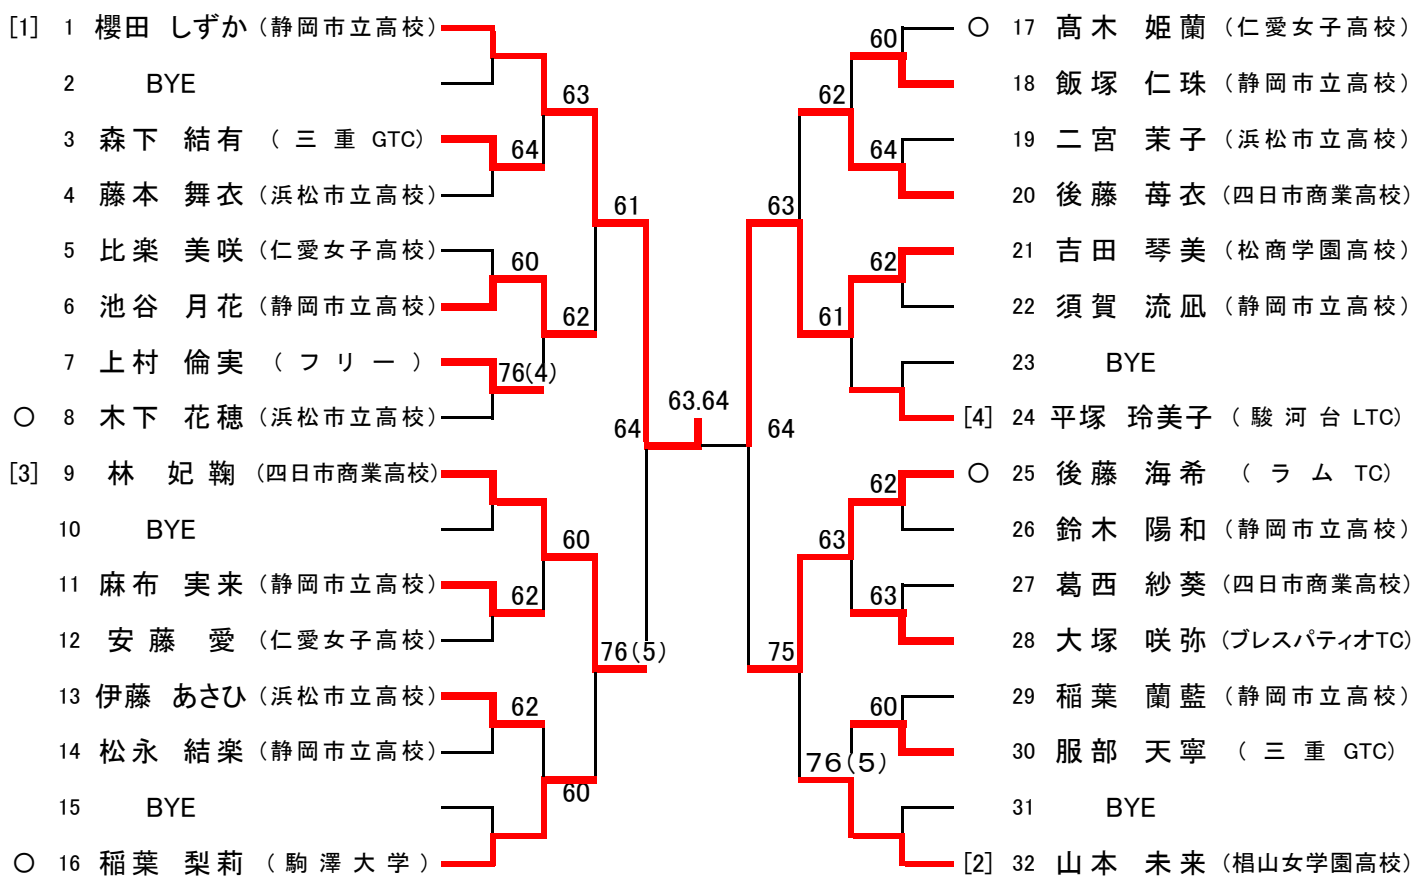 [1] 1 櫻田 しずか (静岡市立高校)
2 BYE
63
3 森下 結有 (三重GTC)
64
4 藤本 舞衣 (浜松市立高校)
61
5 比楽 美咲 (仁愛女子高校)
60
6 池谷 月花 (静岡市立高校)
62
7 上村 倫実 (フリー)
76(4)
○ 8 木下 花穂 (浜松市立高校)
64
[3] 9 林 妃鞠 (四日市商業高校)
10 BYE
60
11 麻布 実来 (静岡市立高校)
62
12 安藤 愛 (仁愛女子高校)
76(5)
13 伊藤 あさひ (浜松市立高校)
62
14 松永 結楽 (静岡市立高校)
60
15 BYE
○ 16 稲葉 梨莉 (駒澤大学)
63.64
○ 17 髙木 姫蘭 (仁愛女子高校)
60
18 飯塚 仁珠 (静岡市立高校)
62
19 二宮 茉子 (浜松市立高校)
64
20 後藤 苺衣 (四日市商業高校)
63
21 吉田 琴美 (松商学園高校)
62
22 須賀 流凪 (静岡市立高校)
61
23 BYE
[4] 24 平塚 玲美子 (駿河台LTC)
64
○ 25 後藤 海希 (ラムTC)
62
26 鈴木 陽和 (静岡市立高校)
63
27 葛西 紗葵 (四日市商業高校)
63
28 大塚 咲弥 (ブレスパティオTC)
75
29 稲葉 蘭藍 (静岡市立高校)
60
30 服部 天寧 (三重GTC)
76(5)
31 BYE
[2] 32 山本 未来 (椙山女学園高校)